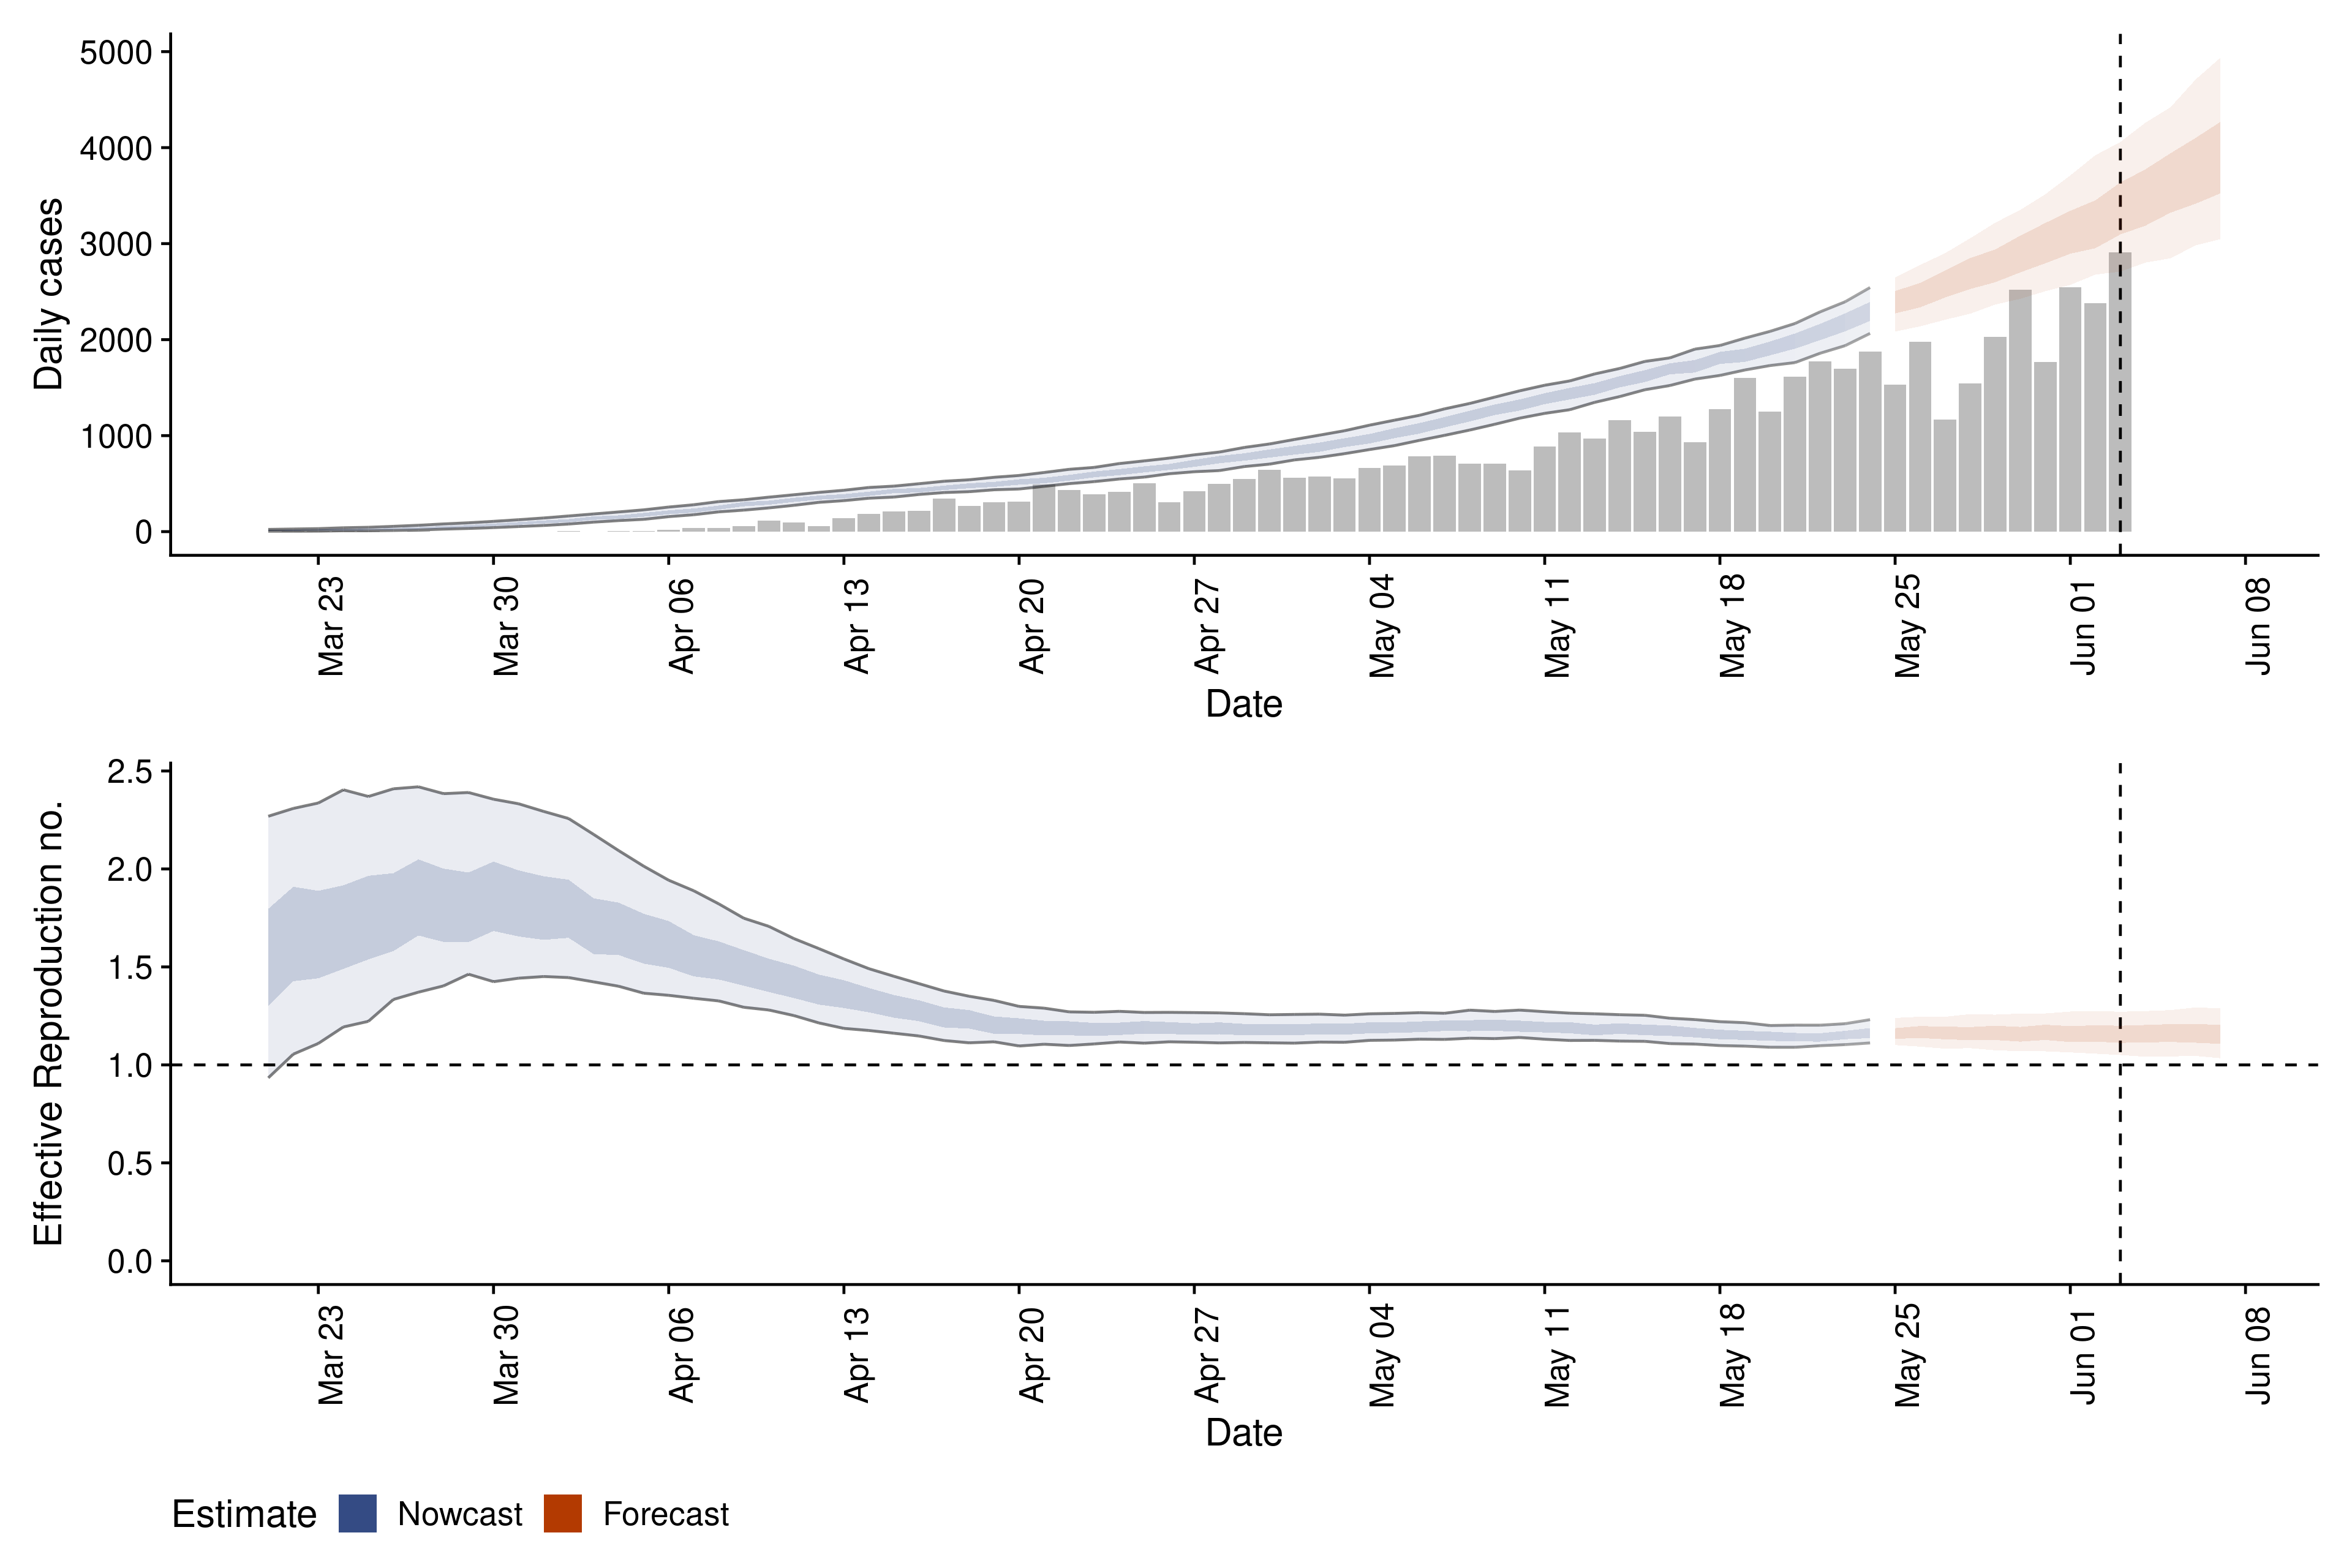 Daily cases
5000
4000
3000
2000
1000
0
Mar 23
Mar 30
Apr 06
Apr 13
Apr 20
Apr 27
May 04
May 11
May 18
May 25
Jun 01
Jun 08
Date
Effective Reproduction no.
2.5
2.0
1.5
1.0
0.5
0.0
Mar 23
Mar 30
Apr 06
Apr 13
Apr 20
Apr 27
May 04
May 11
May 18
May 25
Jun 01
Jun 08
Date
Estimate Nowcast Forecast